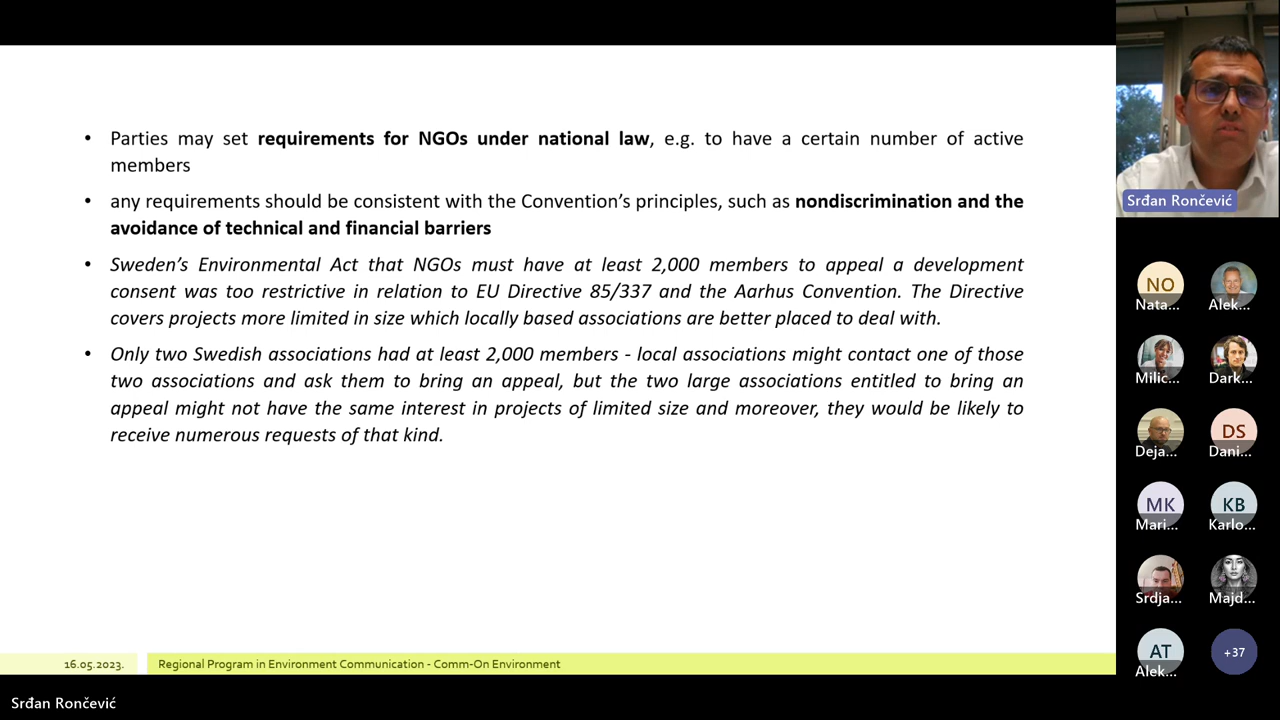 • Parties may set requirements for NGOs under national law, e.g. to have a certain number of active
members
• any requirements should be consistent with the Convention's principles, such as nondiscrimination and the
avoidance of technical and financial barriers
• Sweden's Environmental Act that NGOs must have at least 2,000 members to appeal a development
consent was too restrictive in relation to EU Directive 85/337 and the Aarhus Convention. The Directive
covers projects more limited in size which locally based associations are better placed to deal with.
• Only two Swedish associations had at least 2,000 members - local associations might contact one of those
two associations and ask them to bring an appeal, but the two large associations entitled to bring an
appeal might not have the same interest in projects of limited size and moreover, they would be likely to
receive numerous requests of that kind.
16.05.2023.
Regional Program in Environment Communication - Comm-On Environment
Srđan Rončević
Srđan Rončević
NO
Nata...
Alek...
Milic...
Dark...
Deja...
DS
Dani...
MK
Mari...
KB
Karlo...
Srdja...
Majd...
AT
Alek...
+37